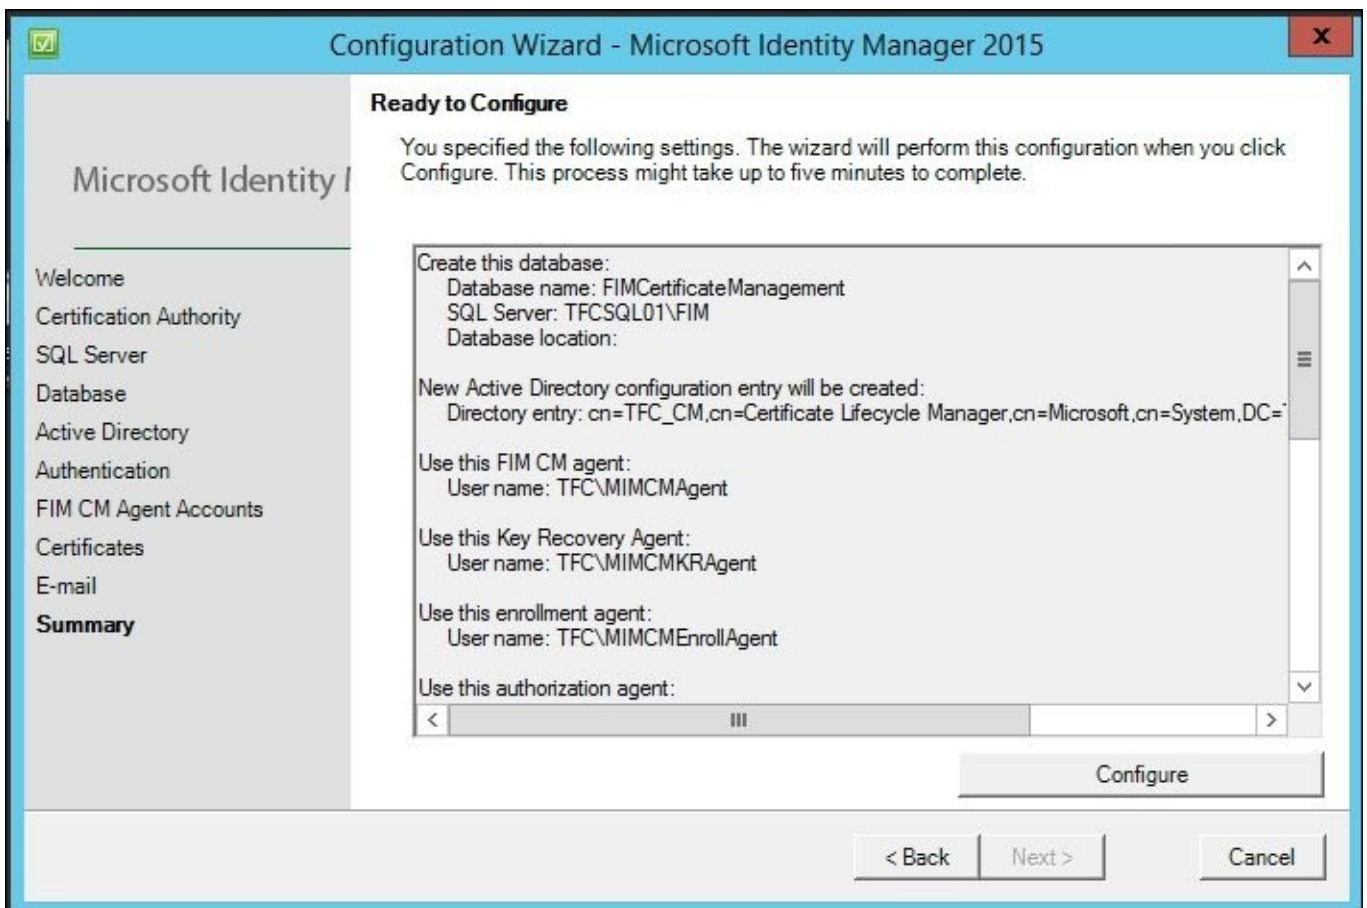 Configuration Wizard - Microsoft Identity Manager 2015
x
Ready to Configure
You specified the following settings. The wizard will perform this configuration when you click
Configure. This process might take up to five minutes to complete.
Microsoft Identity
Welcome
Certification Authority
SQL Server
Database
Active Directory
Authentication
FIM CM Agent Accounts
Certificates
E-mail
Summary
Create this database:
Database name: FIMCertificateManagement
SQL Server: TFCSQL01\FIM
Database location:
New Active Directory configuration entry will be created:
Directory entry: cn=TFC_CM,cn=Certificate Lifecycle Manager,cn=Microsoft,cn=System,DC=
Use this FIM CM agent:
User name: TFC\MIMCMAgent
Use this Key Recovery Agent:
User name: TFC\MIMCMKRAgent
Use this enrollment agent:
User name: TFC\MIMCMEnrollAgent
Use this authorization agent:
Configure
< Back
Next >
Cancel